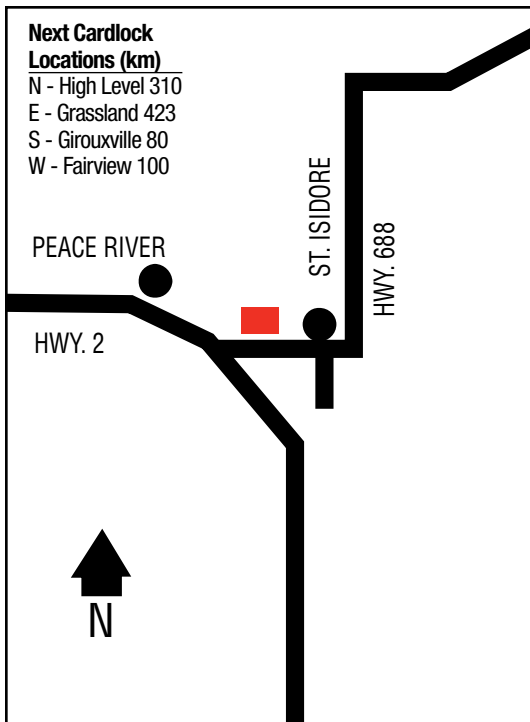 Next Cardlock
Locations (km)
N - High Level 310
E - Grassland 423
S - Girouxville 80
W - Fairview 100
PEACE RIVER
ST. ISIDORE
HWY. 688
HWY. 2
N